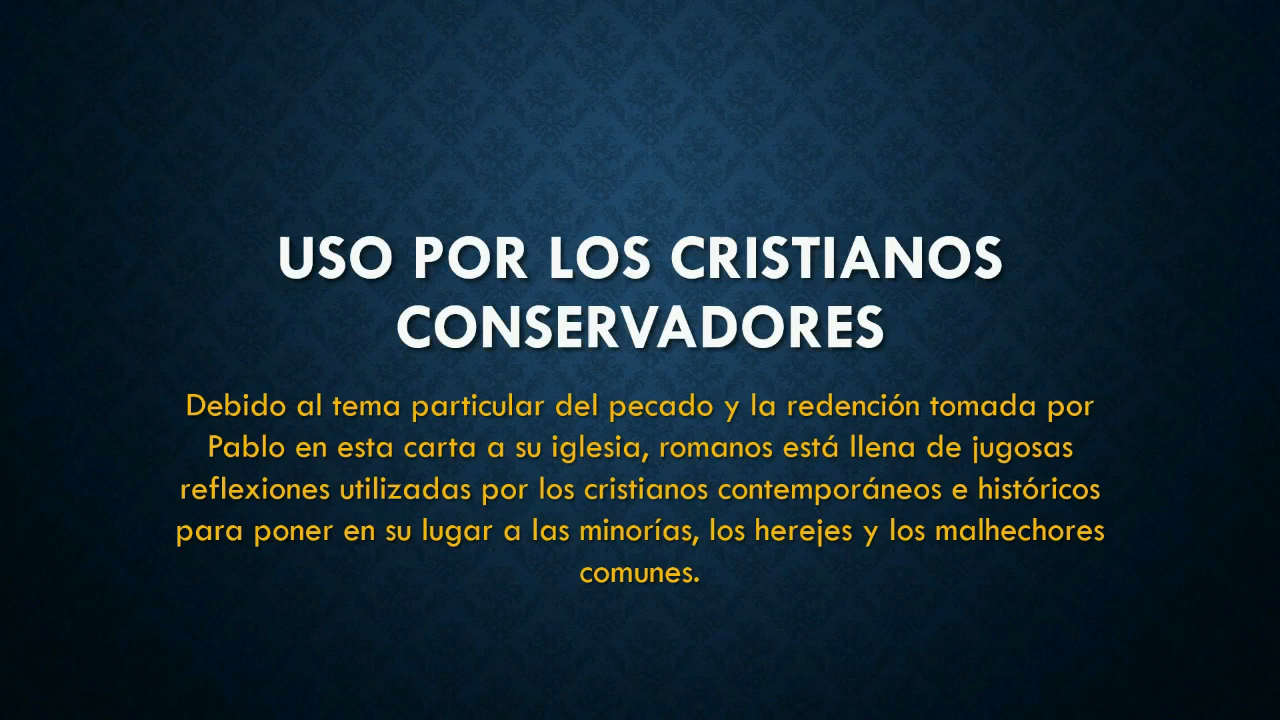 USO POR LOS CRISTIANOS
CONSERVADORES
Debido al tema particular del pecado y la redención tomada por
Pablo en esta carta a su iglesia, romanos está llena de jugosas
reflexiones utilizadas por los cristianos contemporáneos e históricos
para poner en su lugar a las minorías, los herejes y los malhechores
comunes.